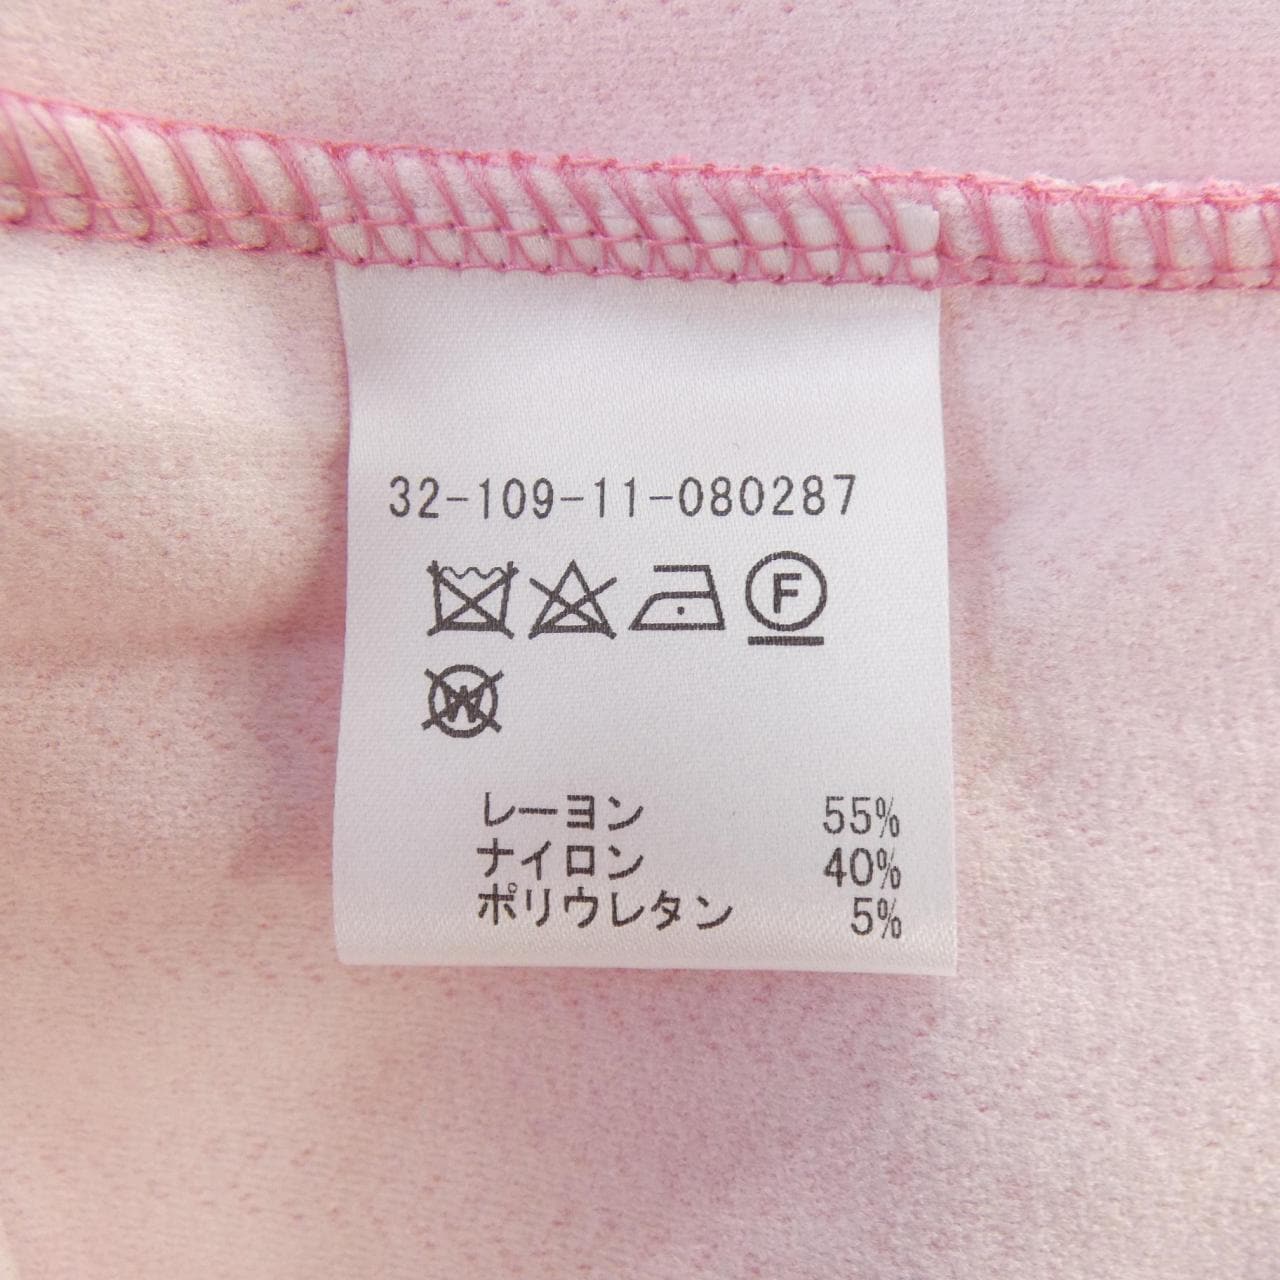 32-109-11-080287
F
W
レーヨン 55%
ナイロン 40%
ポリウレタン 5%